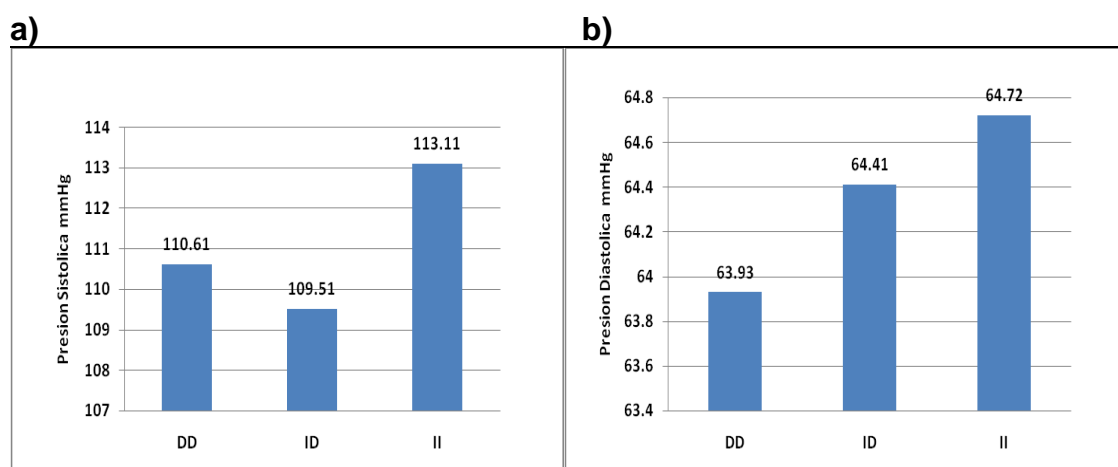 a)
b)
Presion Sistolica mmHg
114
113
112
111
110
109
108
107
110.61
109.51
113.11
DD
ID
II
Presion Diastolica mmHg
64.8
64.6
64.4
64.2
64
63.8
63.6
63.4
63.93
64.41
64.72
DD
ID
II